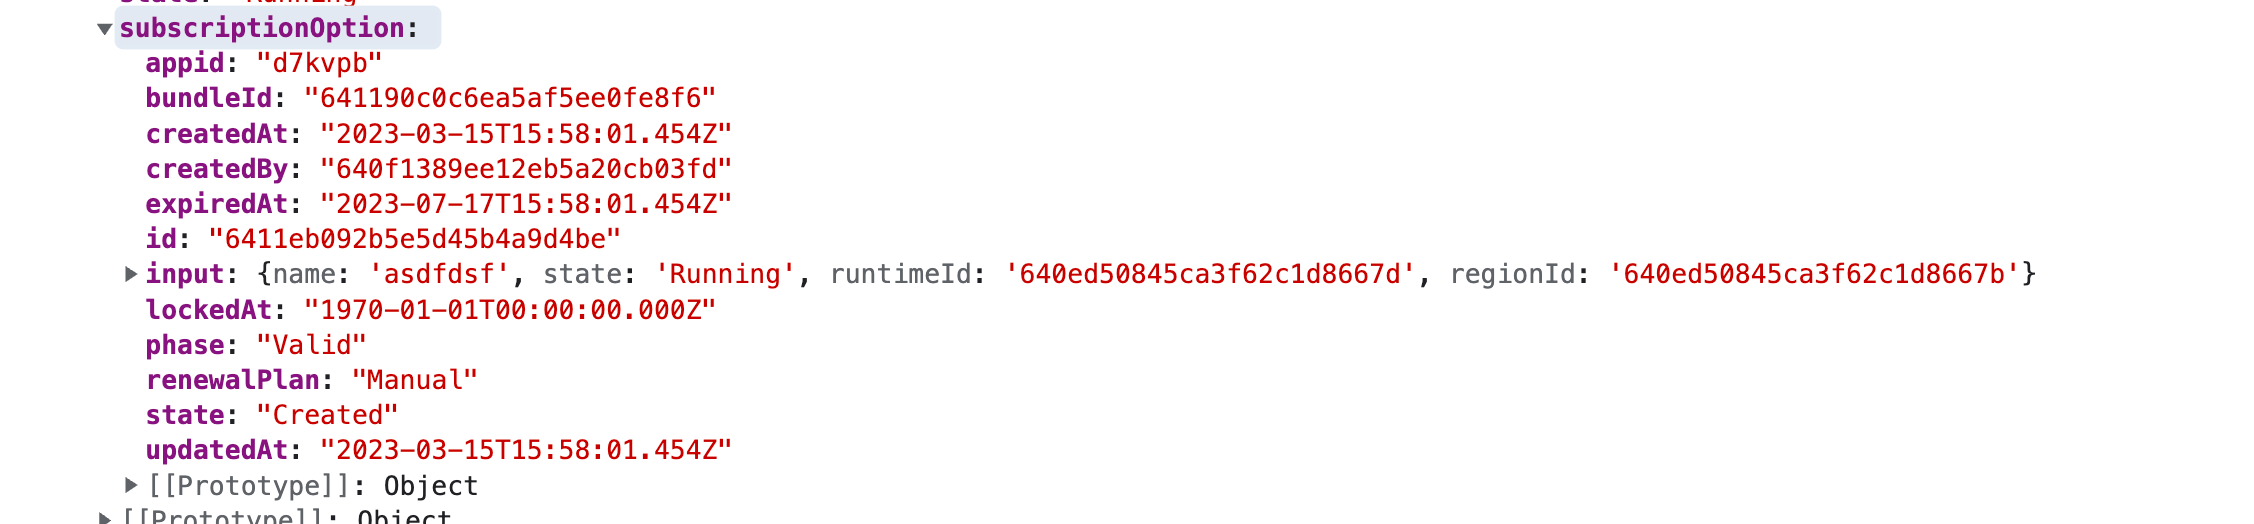 state: "Running"
subscriptionOption:
appid: "d7kvpb"
bundleId: "641190c0c6ea5af5ee0fe8f6"
createdAt: "2023-03-15T15:58:01.454Z"
createdBy: "640f1389ee12eb5a20cb03fd"
expiredAt: "2023-07-17T15:58:01.454Z"
id: "6411eb092b5e5d45b4a9d4be"
input: {name: 'asdfdsf', state: 'Running', runtimeId: '640ed50845ca3f62c1d8667d', regionId: '640ed50845ca3f62c1d8667b'}
lockedAt: "1970-01-01T00:00:00.000Z"
phase: "Valid"
renewalPlan: "Manual"
state: "Created"
updatedAt: "2023-03-15T15:58:01.454Z"
[[Prototype]]: Object
[[Prototype]]: Object